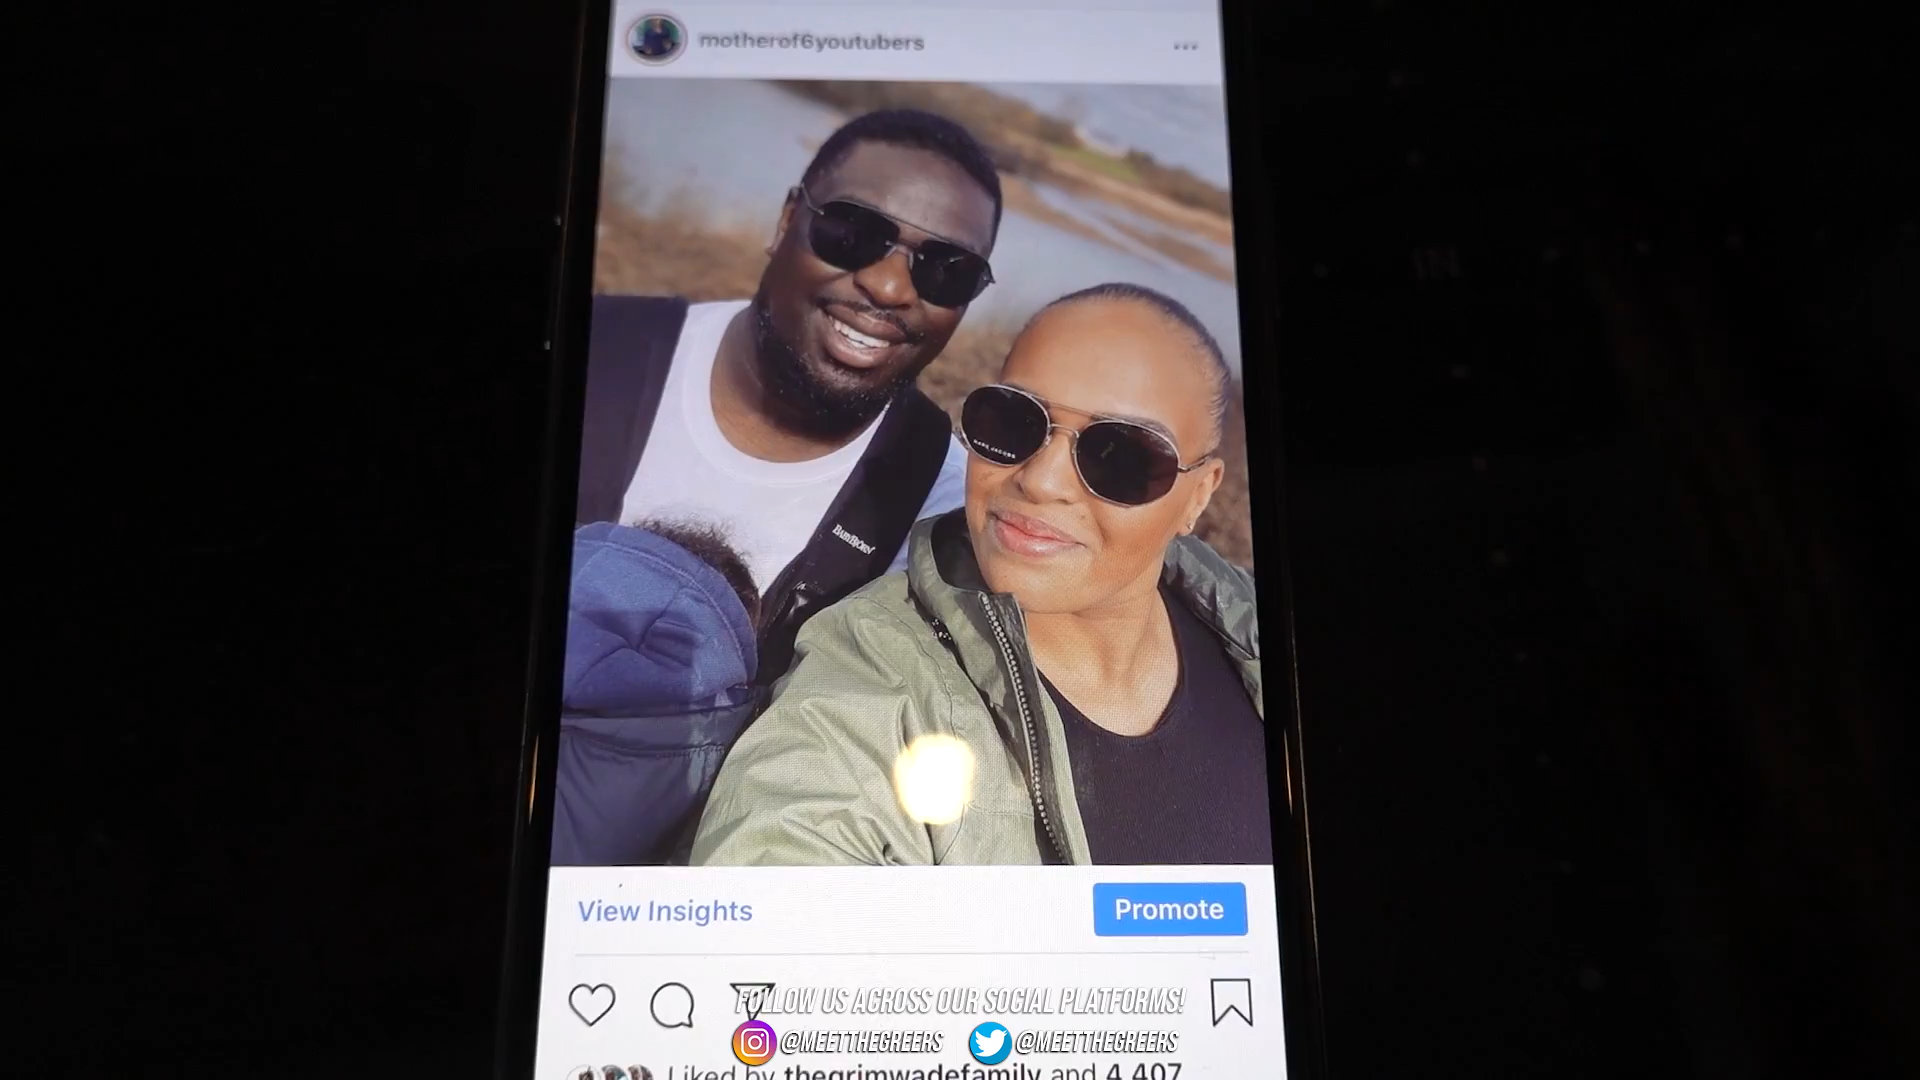 motherof6youtubers
MARC JACOBS
BABYBJÖRN
View Insights
Promote
FOLLOW US ACROSS OUR SOCIAL PLATFORMS!
@MEETTHEGREERS
@MEETTHEGREERS
Liked by thegrimwadefamily and 4,407